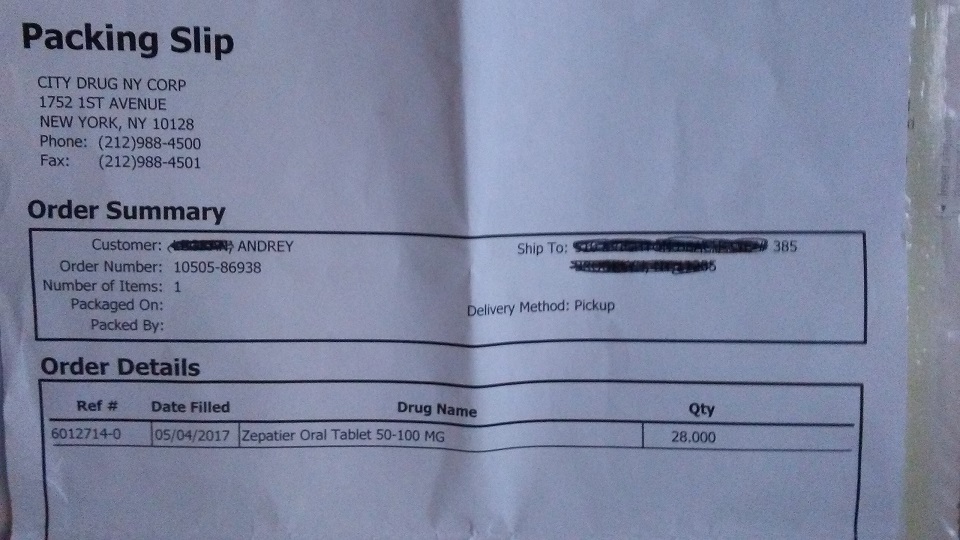 Packing Slip
CITY DRUG NY CORP
1752 1ST AVENUE
NEW YORK, NY 10128
Phone: (212)988-4500
Fax: (212)988-4501
Order Summary
Customer: ANDREY
Order Number: 10505-86938
Number of Items: 1
Packaged On:
Packed By:
Ship To: 385
Delivery Method: Pickup
Order Details
Ref # Date Filled Drug Name Qty
6012714-0 05/04/2017 Zepatier Oral Tablet 50-100 MG 28.000